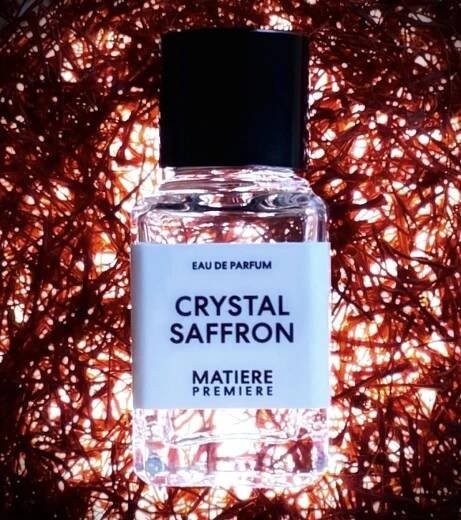 EAU DE PARFUM
CRYSTAL
SAFFRON
MATIERE
PREMIERE